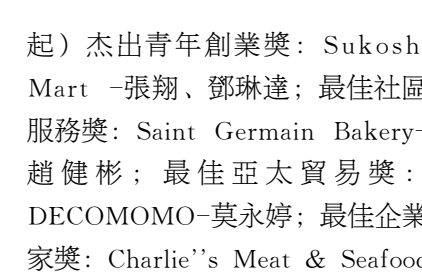 起）杰出青年創業獎：Sukosh
Mart －張翔、鄧琳達；最佳社區
服務獎：Saint Germain Bakery-
趙健彬；最佳亞太貿易獎：
DECOMOMO-莫永婷；最佳企業
家獎：Charlie''s Meat & Seafood